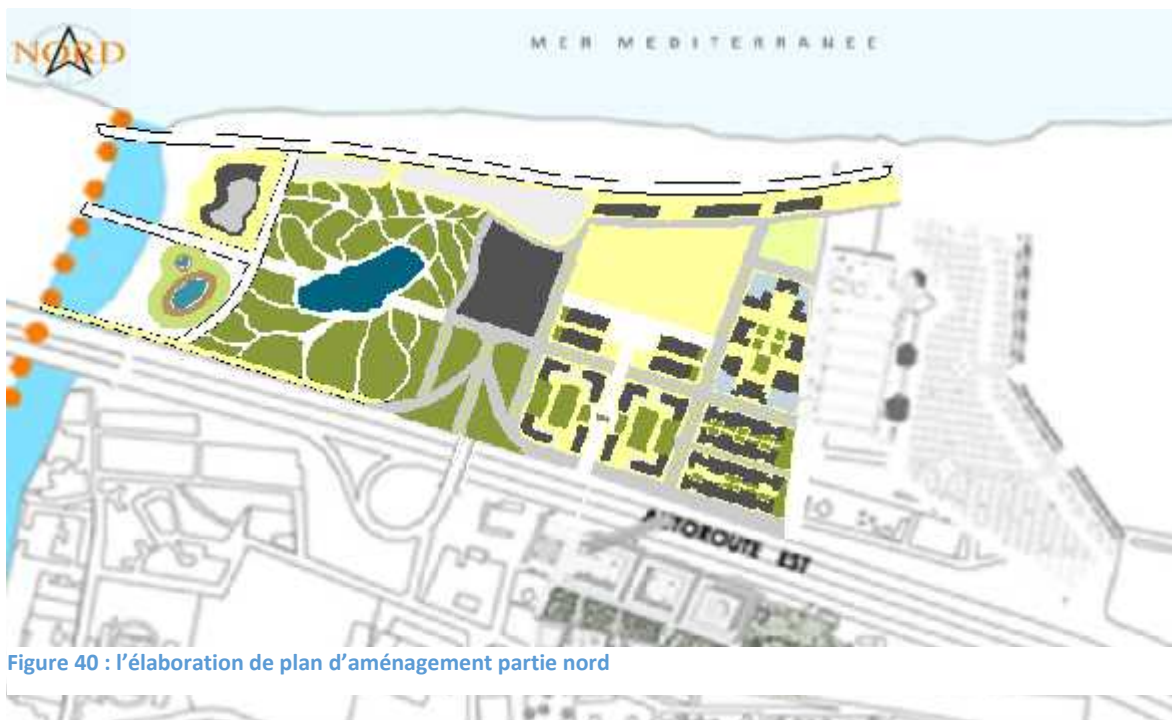 NORD
MER MEDITERRANEE
AUTOROUTE EST
Figure 40 : l’élaboration de plan d’aménagement partie nord